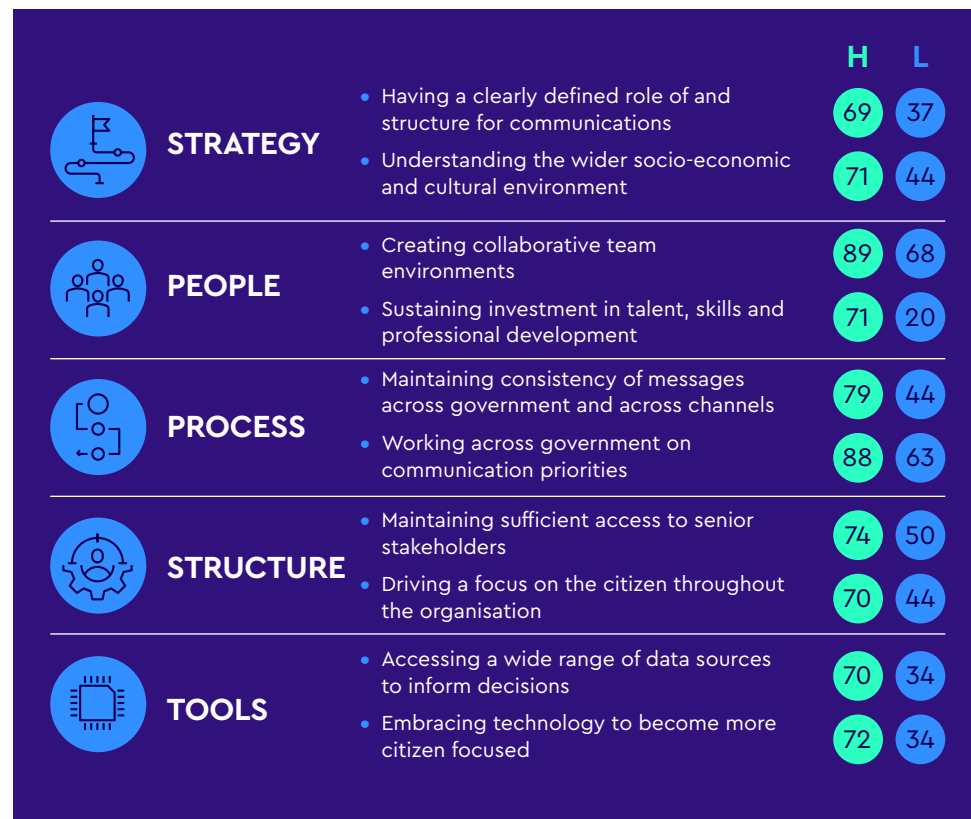 H L
STRATEGY
• Having a clearly defined role of and
structure for communications
69 37
• Understanding the wider socio-economic
and cultural environment
71 44
PEOPLE
• Creating collaborative team
environments
89 68
• Sustaining investment in talent, skills and
professional development
71 20
PROCESS
• Maintaining consistency of messages
across government and across channels
79 44
• Working across government on
communication priorities
88 63
STRUCTURE
• Maintaining sufficient access to senior
stakeholders
74 50
• Driving a focus on the citizen throughout
the organisation
70 44
TOOLS
• Accessing a wide range of data sources
to inform decisions
70 34
• Embracing technology to become more
citizen focused
72 34